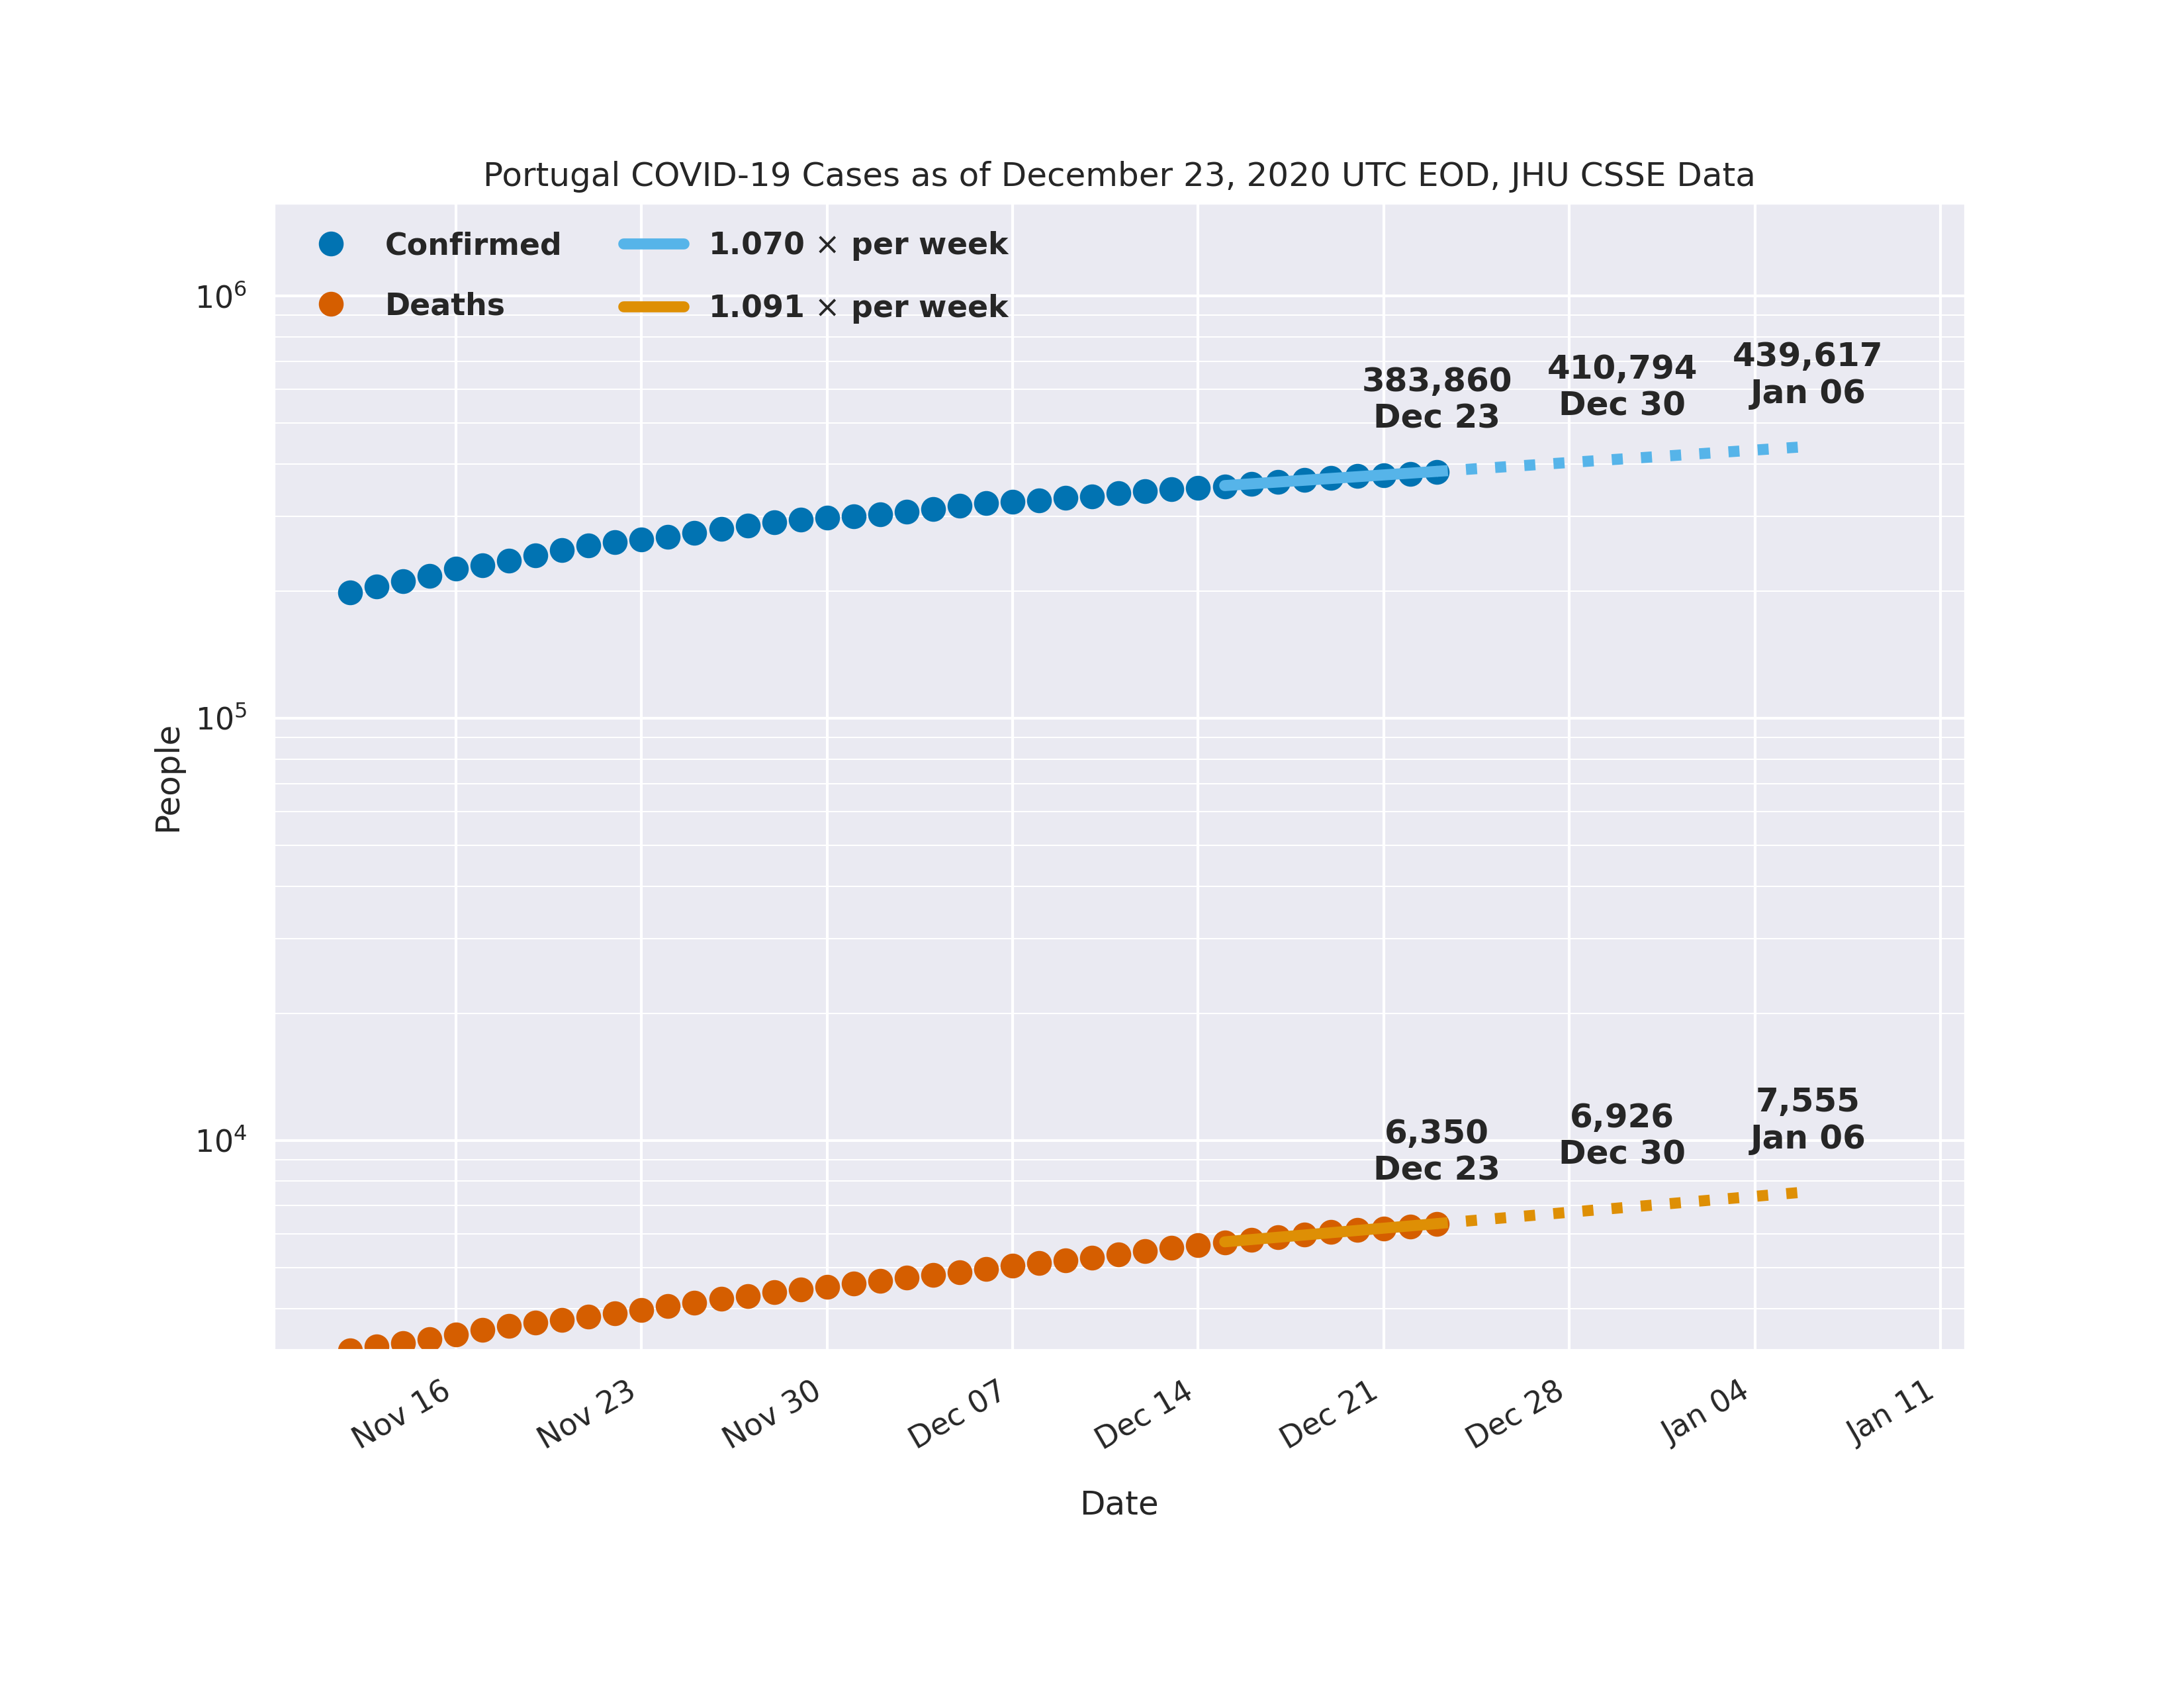 Portugal COVID-19 Cases as of December 23, 2020 UTC EOD, JHU CSSE Data
Confirmed
Deaths
1.070 × per week
1.091 × per week
10⁶
10⁵
10⁴
People
383,860
Dec 23
410,794
Dec 30
439,617
Jan 06
6,350
Dec 23
6,926
Dec 30
7,555
Jan 06
Nov 16
Nov 23
Nov 30
Dec 07
Dec 14
Dec 21
Dec 28
Jan 04
Jan 11
Date